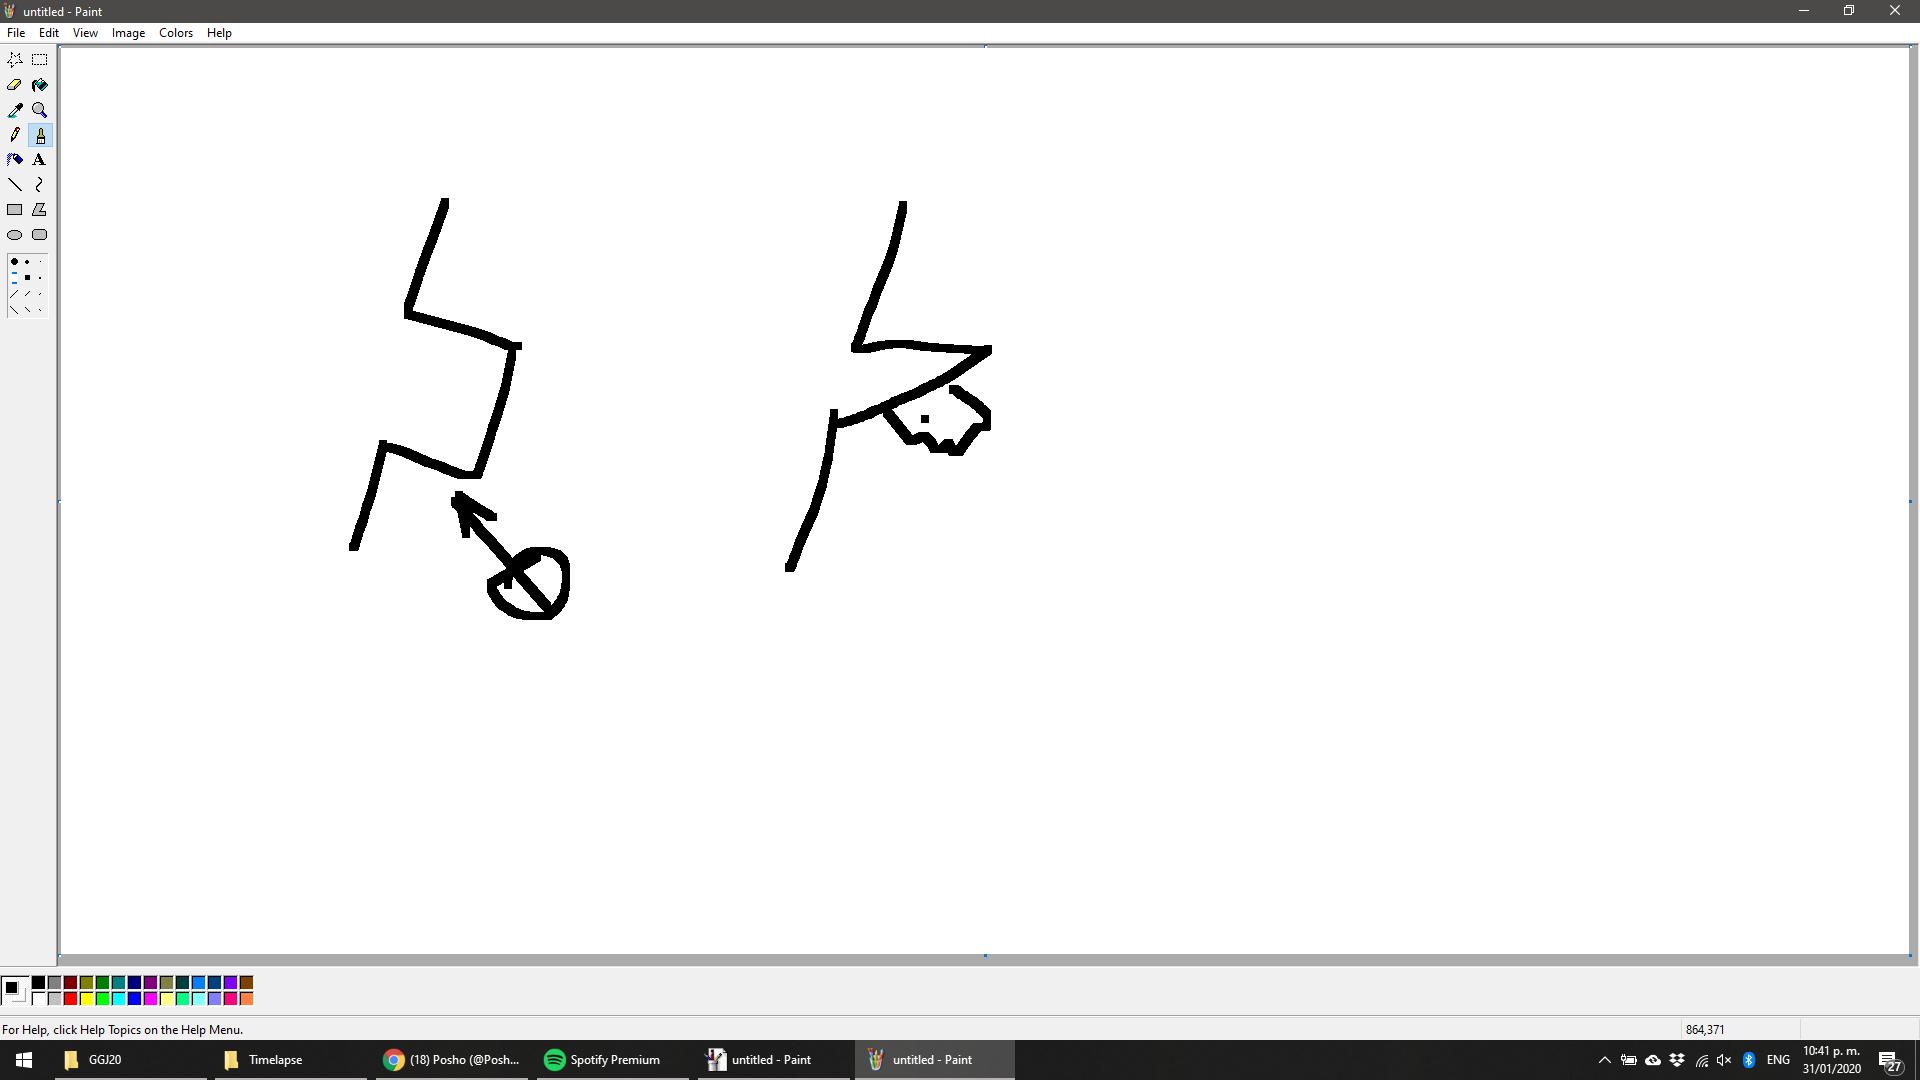 untitled - Paint
File Edit View Image Colors Help
A
For Help, click Help Topics on the Help Menu.
864,371
GGJ20
Timelapse
(18) Posho (@Posh...
Spotify Premium
untitled - Paint
untitled - Paint
ENG
10:41 p. m.
31/01/2020
27